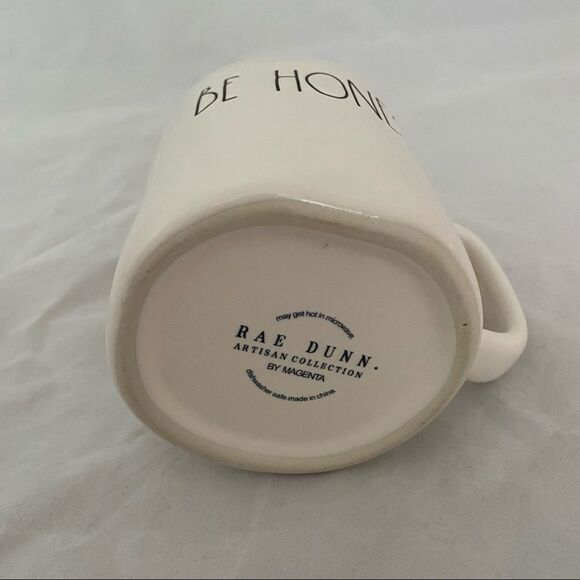 BE HONE
may get hot in microwave.
RAE DUNN.
ARTISAN COLLECTION
BY MAGENTA
dishwasher safe.made in china